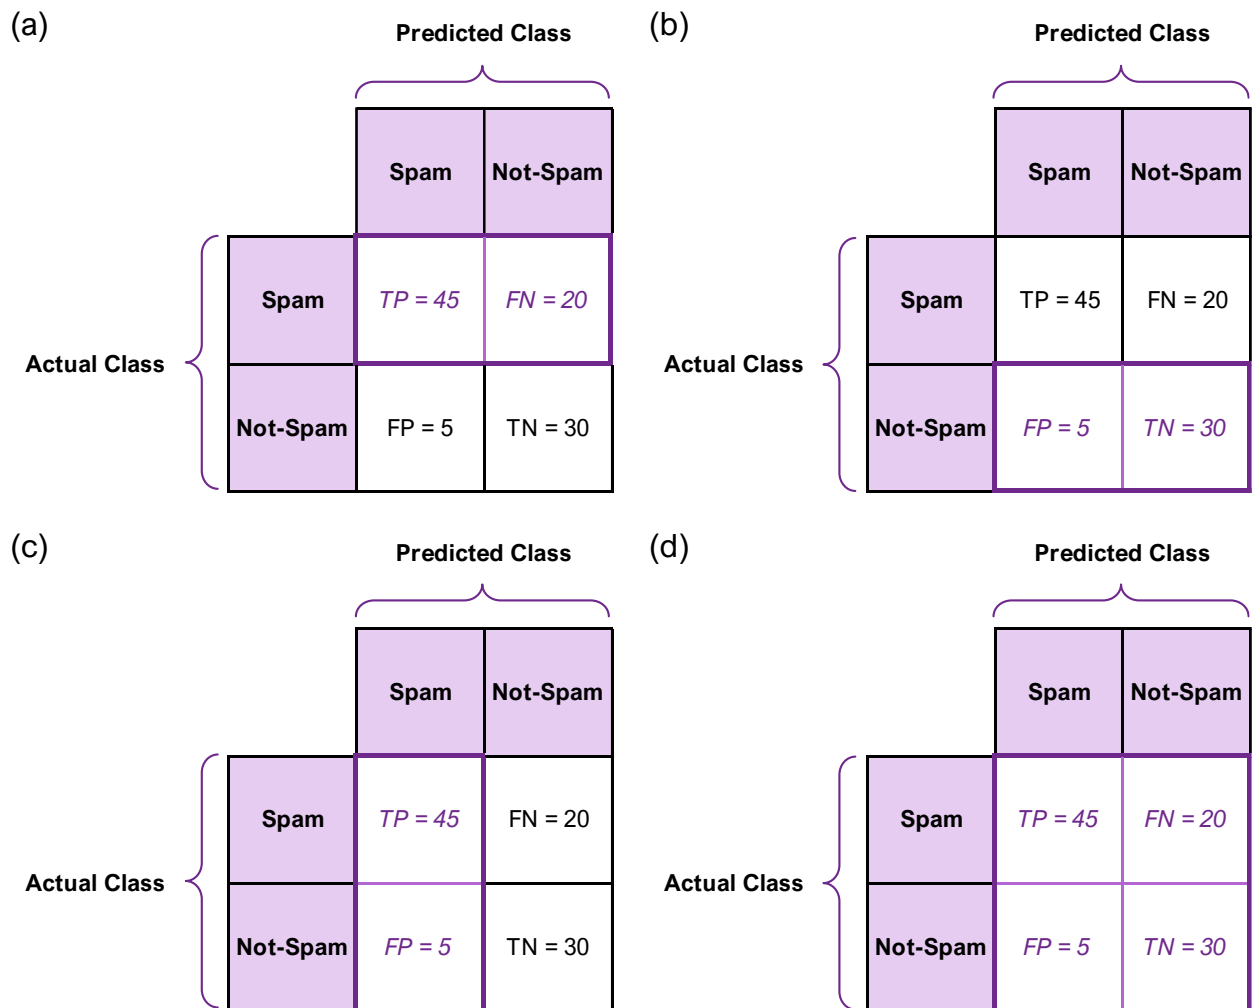 (a)
Predicted Class
Spam Not-Spam
Spam TP = 45 FN = 20
Actual Class
Not-Spam FP = 5 TN = 30
(b)
Predicted Class
Spam Not-Spam
Spam TP = 45 FN = 20
Actual Class
Not-Spam FP = 5 TN = 30
(c)
Predicted Class
Spam Not-Spam
Spam TP = 45 FN = 20
Actual Class
Not-Spam FP = 5 TN = 30
(d)
Predicted Class
Spam Not-Spam
Spam TP = 45 FN = 20
Actual Class
Not-Spam FP = 5 TN = 30